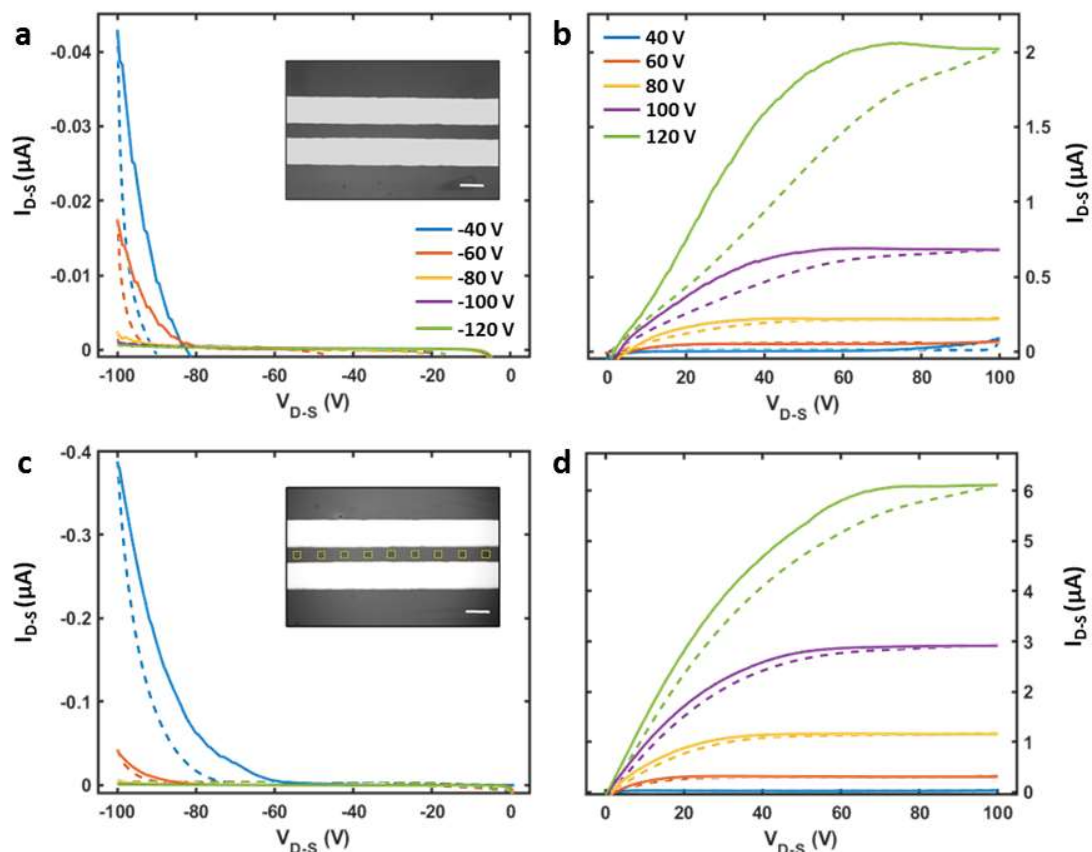 a
-0.04
-0.03
-0.02
-0.01
0
I_D-S (µA)
-40 V
-60 V
-80 V
-100 V
-120 V
-100 -80 -60 -40 -20 0
V_D-S (V)
b
40 V
60 V
80 V
100 V
120 V
2
1.5
1
0.5
0
I_D-S (µA)
0 20 40 60 80 100
V_D-S (V)
c
-0.4
-0.3
-0.2
-0.1
0
I_D-S (µA)
-100 -80 -60 -40 -20 0
V_D-S (V)
d
6
5
4
3
2
1
0
I_D-S (µA)
0 20 40 60 80 100
V_D-S (V)